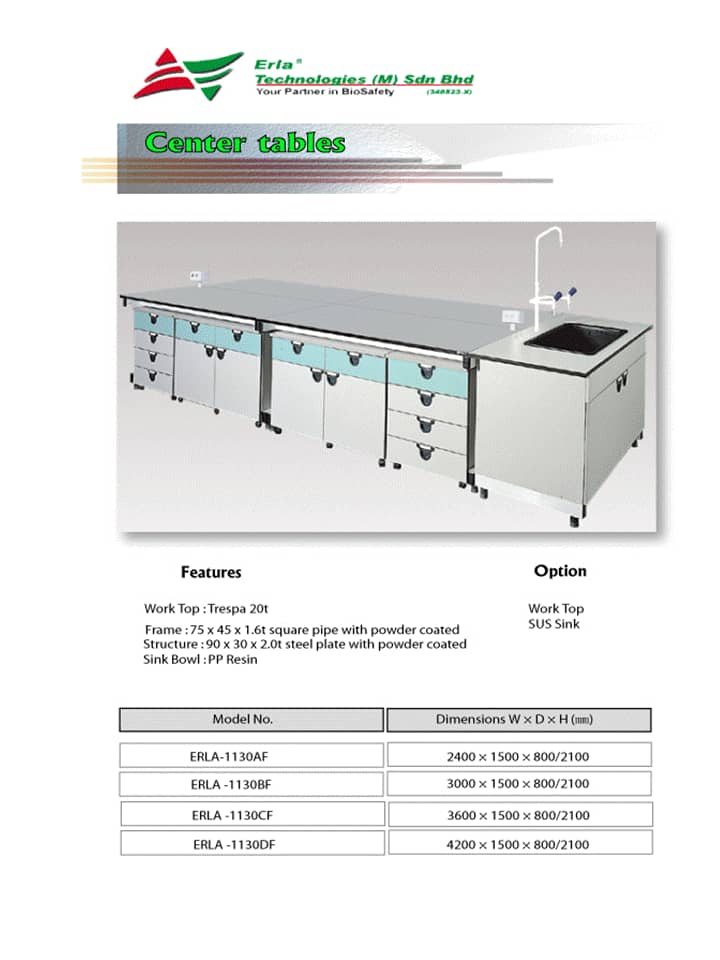 Erla®
Technologies (M) Sdn Bhd
Your Partner in BioSafety (348823-X)
Center tables
Features
Option
Work Top : Trespa 20t
Frame : 75 x 45 x 1.6t square pipe with powder coated
Structure : 90 x 30 x 2.0t steel plate with powder coated
Sink Bowl : PP Resin
Work Top
SUS Sink
Model No. Dimensions W × D × H (㎜)
ERLA-1130AF 2400 × 1500 × 800/2100
ERLA -1130BF 3000 × 1500 × 800/2100
ERLA -1130CF 3600 × 1500 × 800/2100
ERLA -1130DF 4200 × 1500 × 800/2100